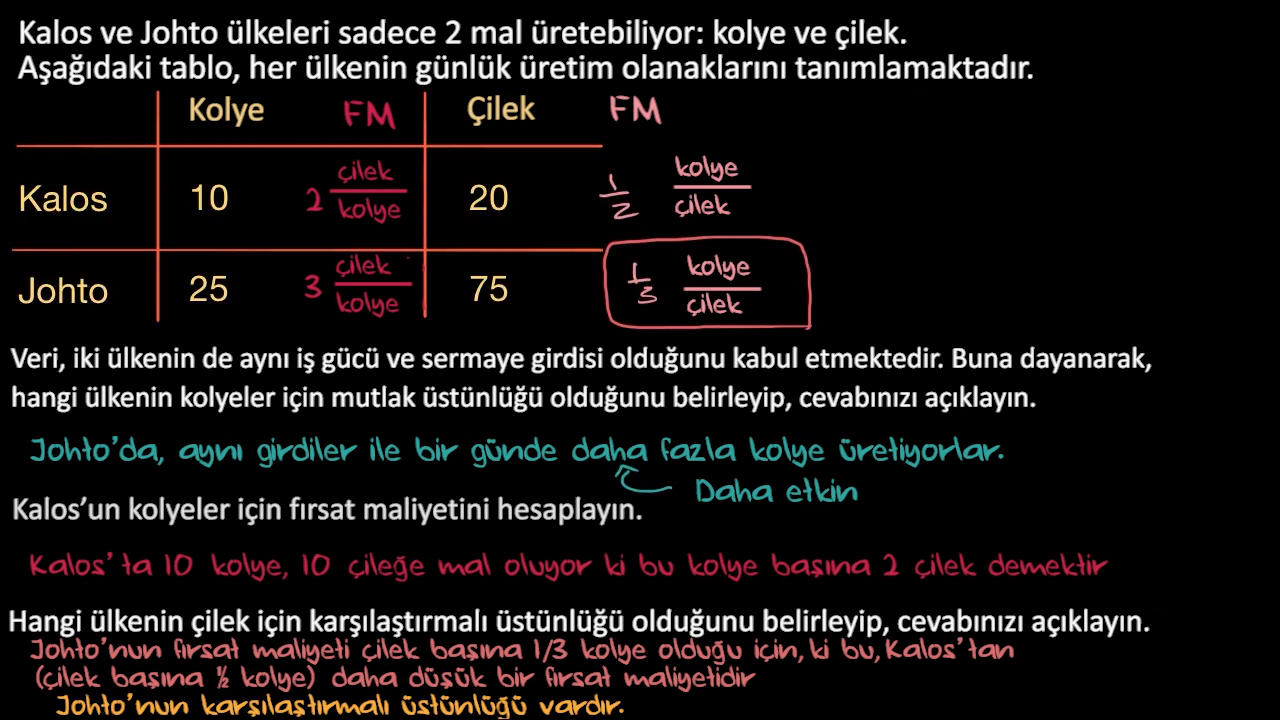 Kalos ve Johto ülkeleri sadece 2 mal üretebiliyor: kolye ve çilek.
Aşağıdaki tablo, her ülkenin günlük üretim olanaklarını tanımlamaktadır.
Kolye FM Çilek FM
Kalos 10 2 çilek/kolye 20 1/2 kolye/çilek
Johto 25 3 çilek/kolye 75 1/3 kolye/çilek
Veri, iki ülkenin de aynı iş gücü ve sermaye girdisi olduğunu kabul etmektedir. Buna dayanarak,
hangi ülkenin kolyeler için mutlak üstünlüğü olduğunu belirleyip, cevabınızı açıklayın.
Johto'da, aynı girdiler ile bir günde daha fazla kolye üretiyorlar.
Daha etkin
Kalos'un kolyeler için fırsat maliyetini hesaplayın.
Kalos'ta 10 kolye, 10 çileğe mal oluyor ki bu kolye başına 2 çilek demektir
Hangi ülkenin çilek için karşılaştırmalı üstünlüğü olduğunu belirleyip, cevabınızı açıklayın.
Johto'nun fırsat maliyeti çilek başına 1/3 kolye olduğu için, ki bu, Kalos'tan
(çilek başına ½ kolye) daha düşük bir fırsat maliyetidir
Johto'nun karşılaştırmalı üstünlüğü vardır.